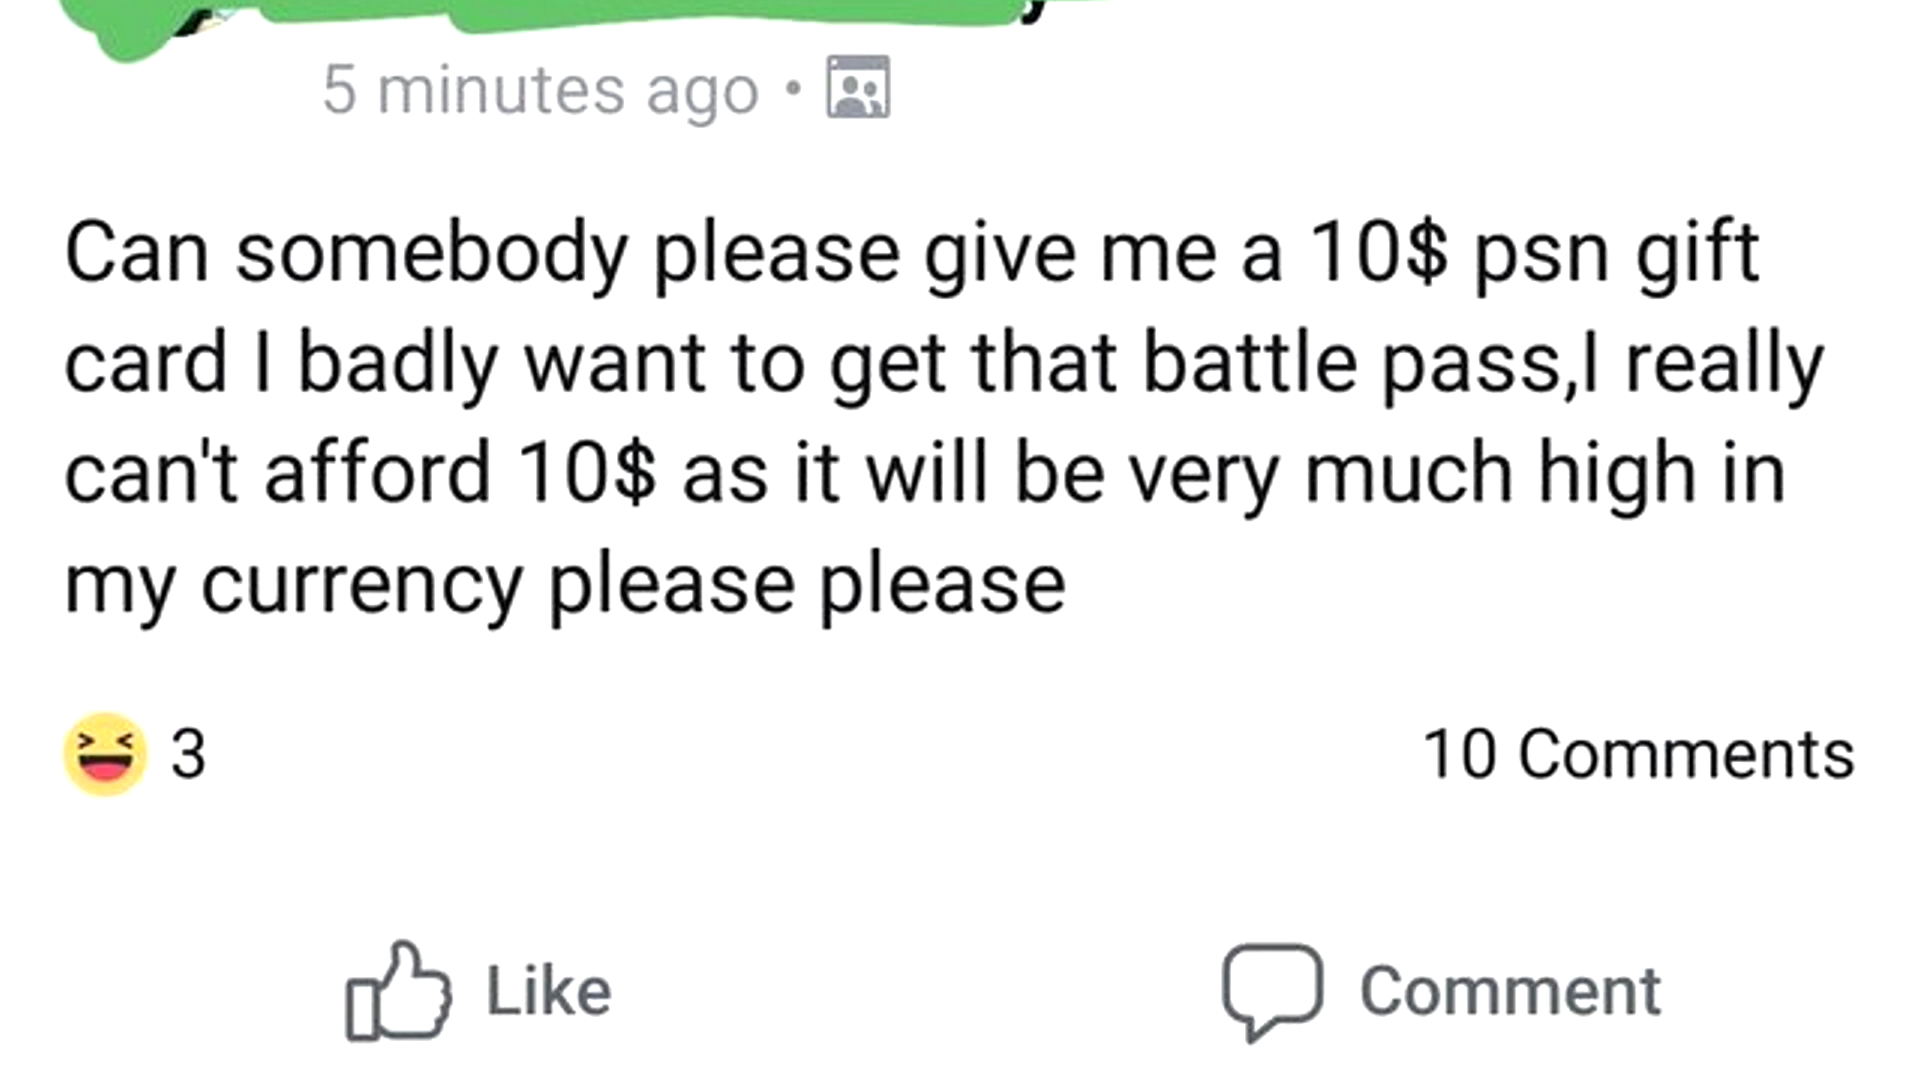 5 minutes ago ·
Can somebody please give me a 10$ psn gift
card I badly want to get that battle pass,I really
can't afford 10$ as it will be very much high in
my currency please please
3
10 Comments
Like
Comment